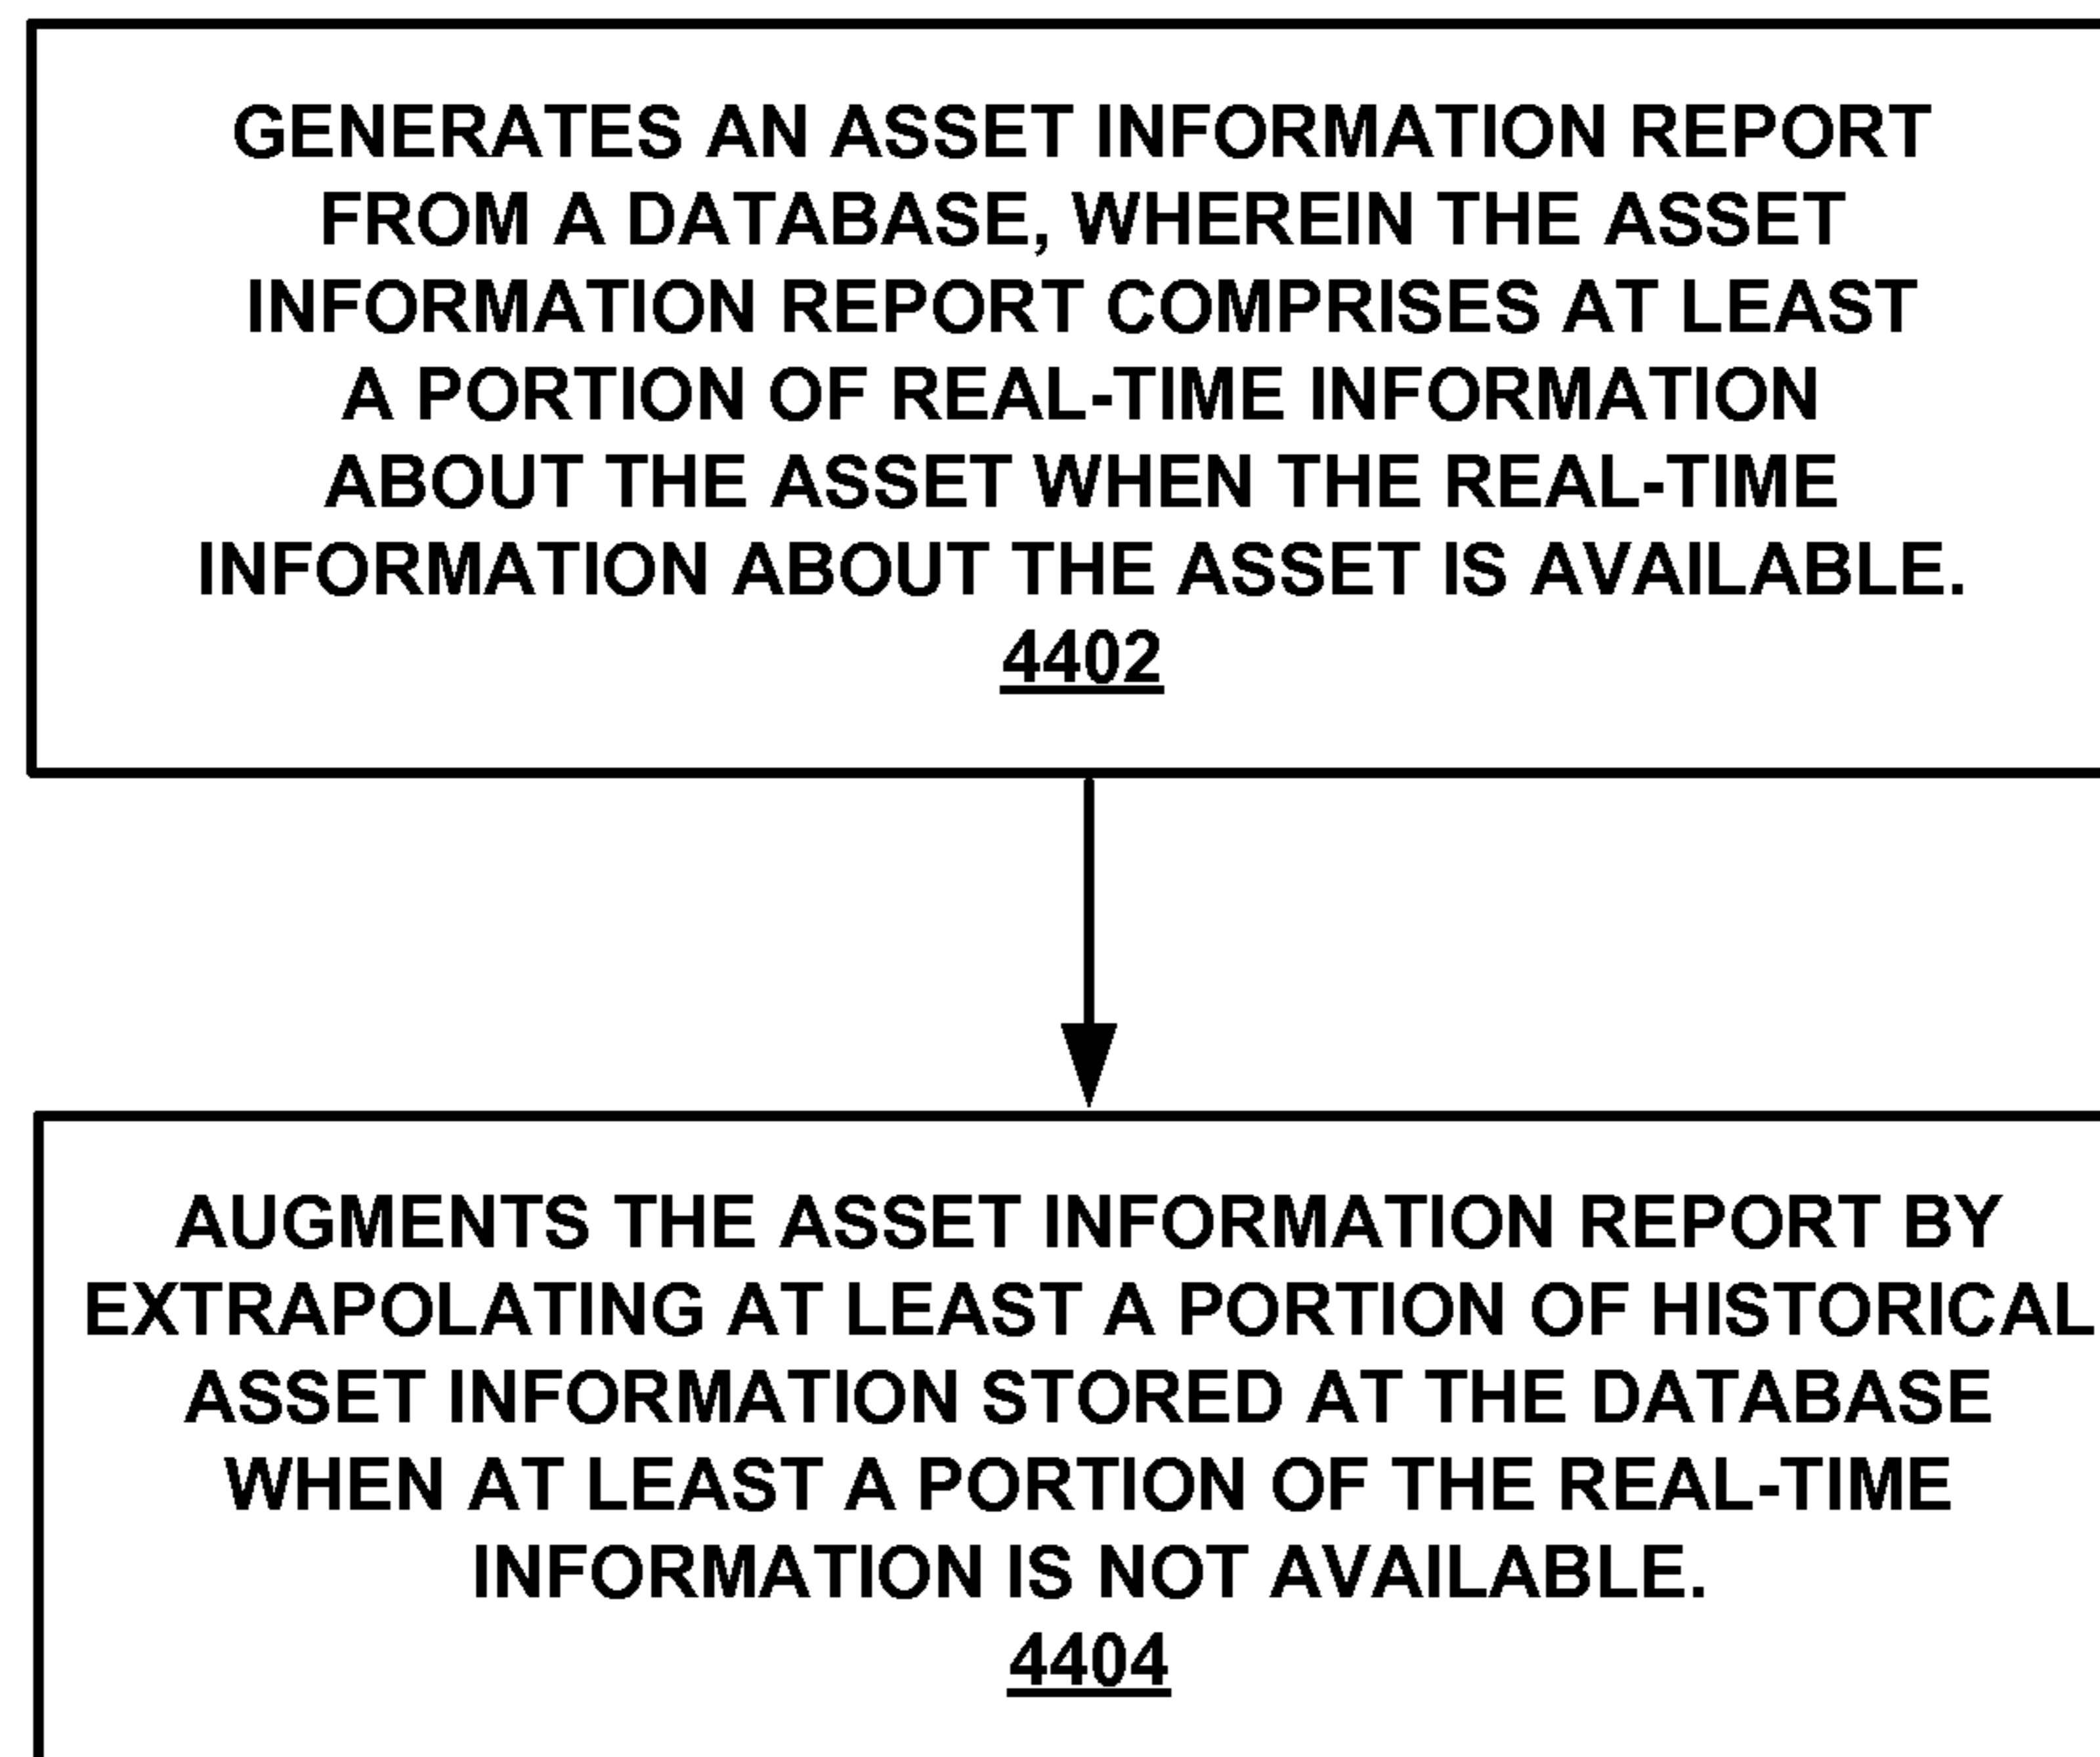 GENERATES AN ASSET INFORMATION REPORT
FROM A DATABASE, WHEREIN THE ASSET
INFORMATION REPORT COMPRISES AT LEAST
A PORTION OF REAL-TIME INFORMATION
ABOUT THE ASSET WHEN THE REAL-TIME
INFORMATION ABOUT THE ASSET IS AVAILABLE.
4402
AUGMENTS THE ASSET INFORMATION REPORT BY
EXTRAPOLATING AT LEAST A PORTION OF HISTORICAL
ASSET INFORMATION STORED AT THE DATABASE
WHEN AT LEAST A PORTION OF THE REAL-TIME
INFORMATION IS NOT AVAILABLE.
4404